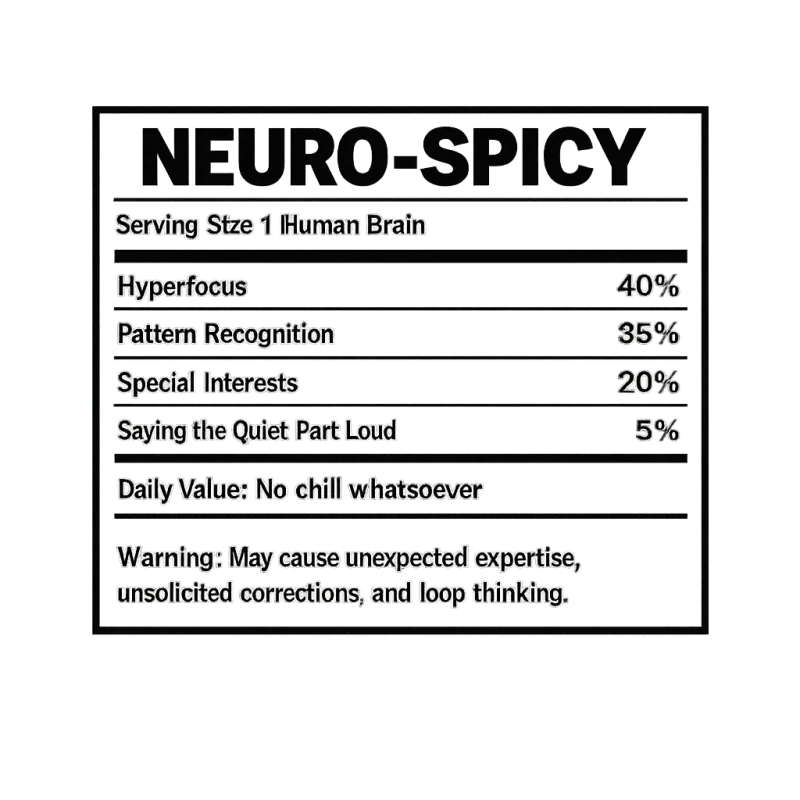 NEURO-SPICY
Serving Stze 1 Human Brain
Hyperfocus 40%
Pattern Recognition 35%
Special Interests 20%
Saying the Quiet Part Loud 5%
Daily Value: No chill whatsoever
Warning: May cause unexpected expertise,
unsolicited corrections, and loop thinking.